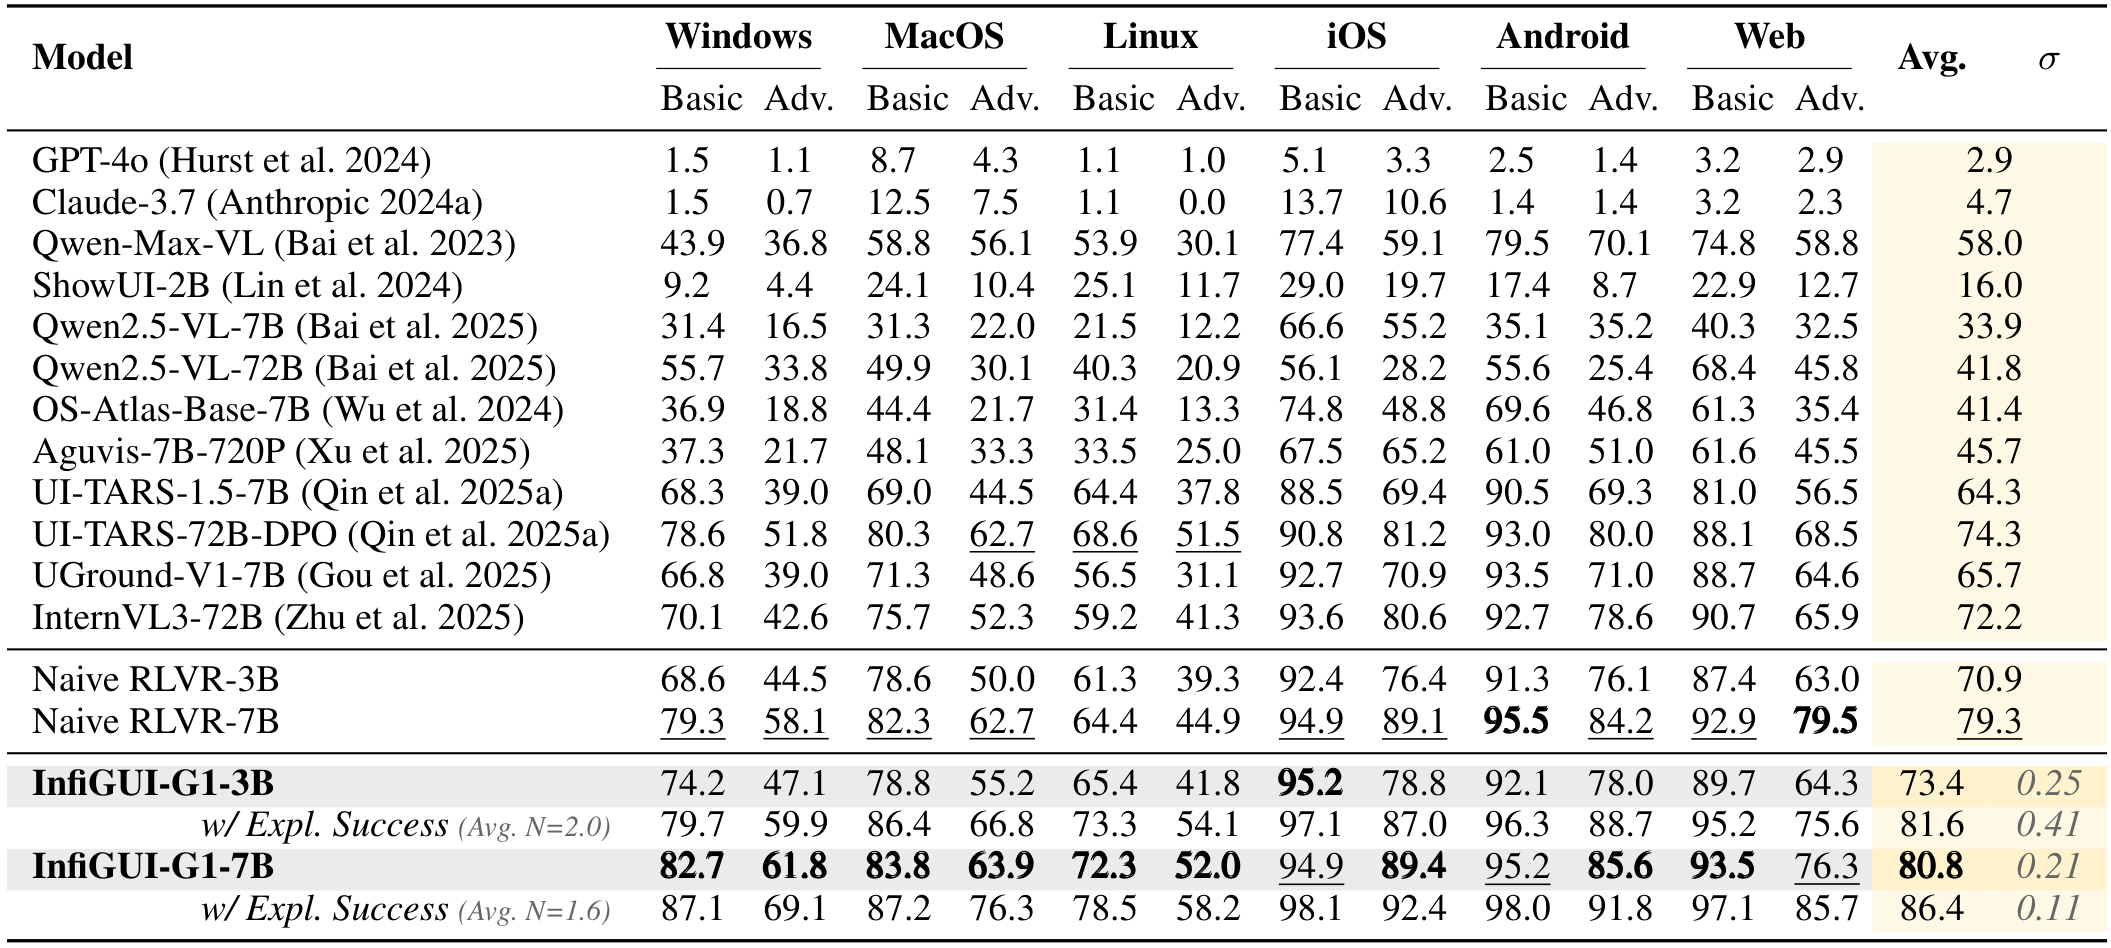 Model Windows MacOS Linux iOS Android Web Avg. σ
Basic Adv. Basic Adv. Basic Adv. Basic Adv. Basic Adv. Basic Adv.
GPT-4o (Hurst et al. 2024) 1.5 1.1 8.7 4.3 1.1 1.0 5.1 3.3 2.5 1.4 3.2 2.9 2.9
Claude-3.7 (Anthropic 2024a) 1.5 0.7 12.5 7.5 1.1 0.0 13.7 10.6 1.4 1.4 3.2 2.3 4.7
Qwen-Max-VL (Bai et al. 2023) 43.9 36.8 58.8 56.1 53.9 30.1 77.4 59.1 79.5 70.1 74.8 58.8 58.0
ShowUI-2B (Lin et al. 2024) 9.2 4.4 24.1 10.4 25.1 11.7 29.0 19.7 17.4 8.7 22.9 12.7 16.0
Qwen2.5-VL-7B (Bai et al. 2025) 31.4 16.5 31.3 22.0 21.5 12.2 66.6 55.2 35.1 35.2 40.3 32.5 33.9
Qwen2.5-VL-72B (Bai et al. 2025) 55.7 33.8 49.9 30.1 40.3 20.9 56.1 28.2 55.6 25.4 68.4 45.8 41.8
OS-Atlas-Base-7B (Wu et al. 2024) 36.9 18.8 44.4 21.7 31.4 13.3 74.8 48.8 69.6 46.8 61.3 35.4 41.4
Aguvis-7B-720P (Xu et al. 2025) 37.3 21.7 48.1 33.3 33.5 25.0 67.5 65.2 61.0 51.0 61.6 45.5 45.7
UI-TARS-1.5-7B (Qin et al. 2025a) 68.3 39.0 69.0 44.5 64.4 37.8 88.5 69.4 90.5 69.3 81.0 56.5 64.3
UI-TARS-72B-DPO (Qin et al. 2025a) 78.6 51.8 80.3 62.7 68.6 51.5 90.8 81.2 93.0 80.0 88.1 68.5 74.3
UGround-V1-7B (Gou et al. 2025) 66.8 39.0 71.3 48.6 56.5 31.1 92.7 70.9 93.5 71.0 88.7 64.6 65.7
InternVL3-72B (Zhu et al. 2025) 70.1 42.6 75.7 52.3 59.2 41.3 93.6 80.6 92.7 78.6 90.7 65.9 72.2
Naive RLVR-3B 68.6 44.5 78.6 50.0 61.3 39.3 92.4 76.4 91.3 76.1 87.4 63.0 70.9
Naive RLVR-7B 79.3 58.1 82.3 62.7 64.4 44.9 94.9 89.1 95.5 84.2 92.9 79.5 79.3
InfiGUI-G1-3B 74.2 47.1 78.8 55.2 65.4 41.8 95.2 78.8 92.1 78.0 89.7 64.3 73.4 0.25
w/ Expl. Success (Avg. N=2.0) 79.7 59.9 86.4 66.8 73.3 54.1 97.1 87.0 96.3 88.7 95.2 75.6 81.6 0.41
InfiGUI-G1-7B 82.7 61.8 83.8 63.9 72.3 52.0 94.9 89.4 95.2 85.6 93.5 76.3 80.8 0.21
w/ Expl. Success (Avg. N=1.6) 87.1 69.1 87.2 76.3 78.5 58.2 98.1 92.4 98.0 91.8 97.1 85.7 86.4 0.11